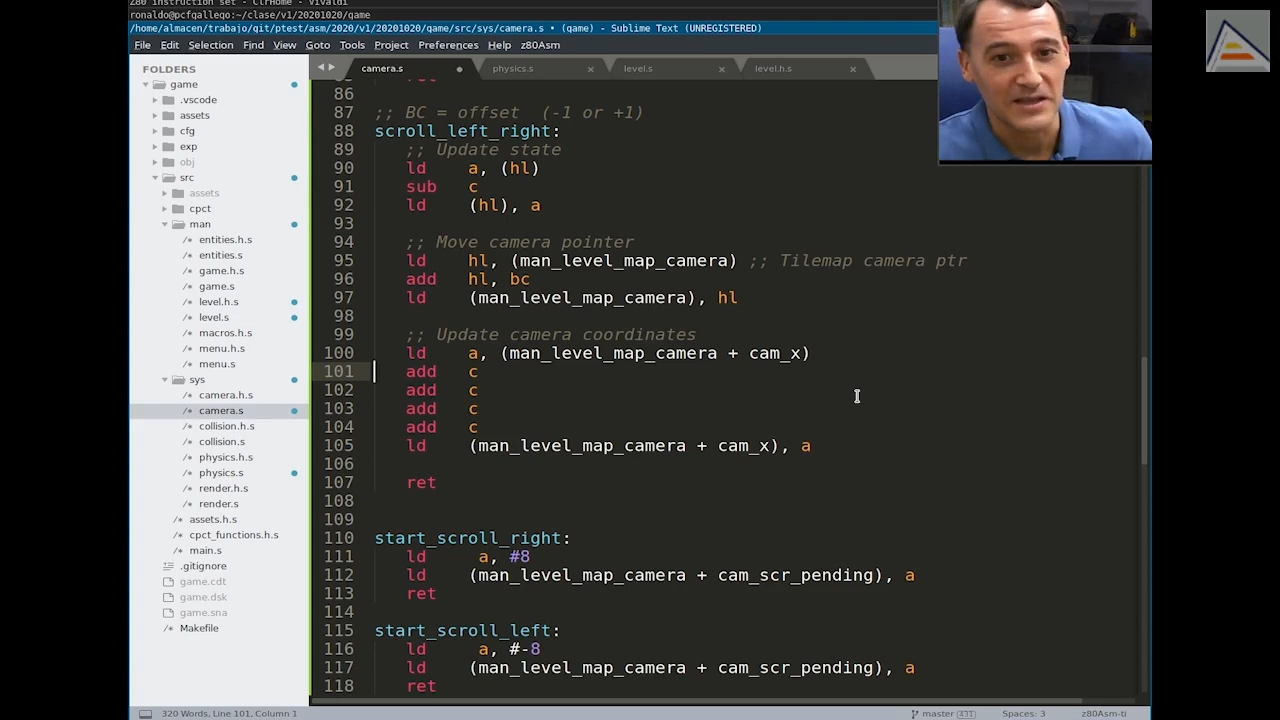 Z80 instruction set - ClrHome - Vivaldi
ronaldo@pcfgallego:~/clase/v1/20201020/game
/home/almacen/trabajo/git/ptest/asm/2020/v1/20201020/game/src/sys/camera.s • (game) - Sublime Text (UNREGISTERED)
File Edit Selection Find View Goto Tools Project Preferences Help z80Asm
FOLDERS
game
.vscode
assets
cfg
exp
obj
src
assets
cpct
man
entities.h.s
entities.s
game.h.s
game.s
level.h.s
level.s
macros.h.s
menu.h.s
menu.s
sys
camera.h.s
camera.s
collision.h.s
collision.s
physics.h.s
physics.s
render.h.s
render.s
assets.h.s
cpct_functions.h.s
main.s
.gitignore
game.cdt
game.dsk
game.sna
Makefile
camera.s physics.s level.s level.h.s
86
87 ;; BC = offset (-1 or +1)
88 scroll_left_right:
89 ;; Update state
90 ld a, (hl)
91 sub c
92 ld (hl), a
93
94 ;; Move camera pointer
95 ld hl, (man_level_map_camera) ;; Tilemap camera ptr
96 add hl, bc
97 ld (man_level_map_camera), hl
98
99 ;; Update camera coordinates
100 ld a, (man_level_map_camera + cam_x)
101 add c
102 add c
103 add c
104 add c
105 ld (man_level_map_camera + cam_x), a
106
107 ret
108
109
110 start_scroll_right:
111 ld a, #8
112 ld (man_level_map_camera + cam_scr_pending), a
113 ret
114
115 start_scroll_left:
116 ld a, #-8
117 ld (man_level_map_camera + cam_scr_pending), a
118 ret
320 Words, Line 101, Column 1 master 431 Spaces: 3 z80Asm-ti